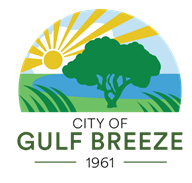 CITY OF
GULF BREEZE
1961